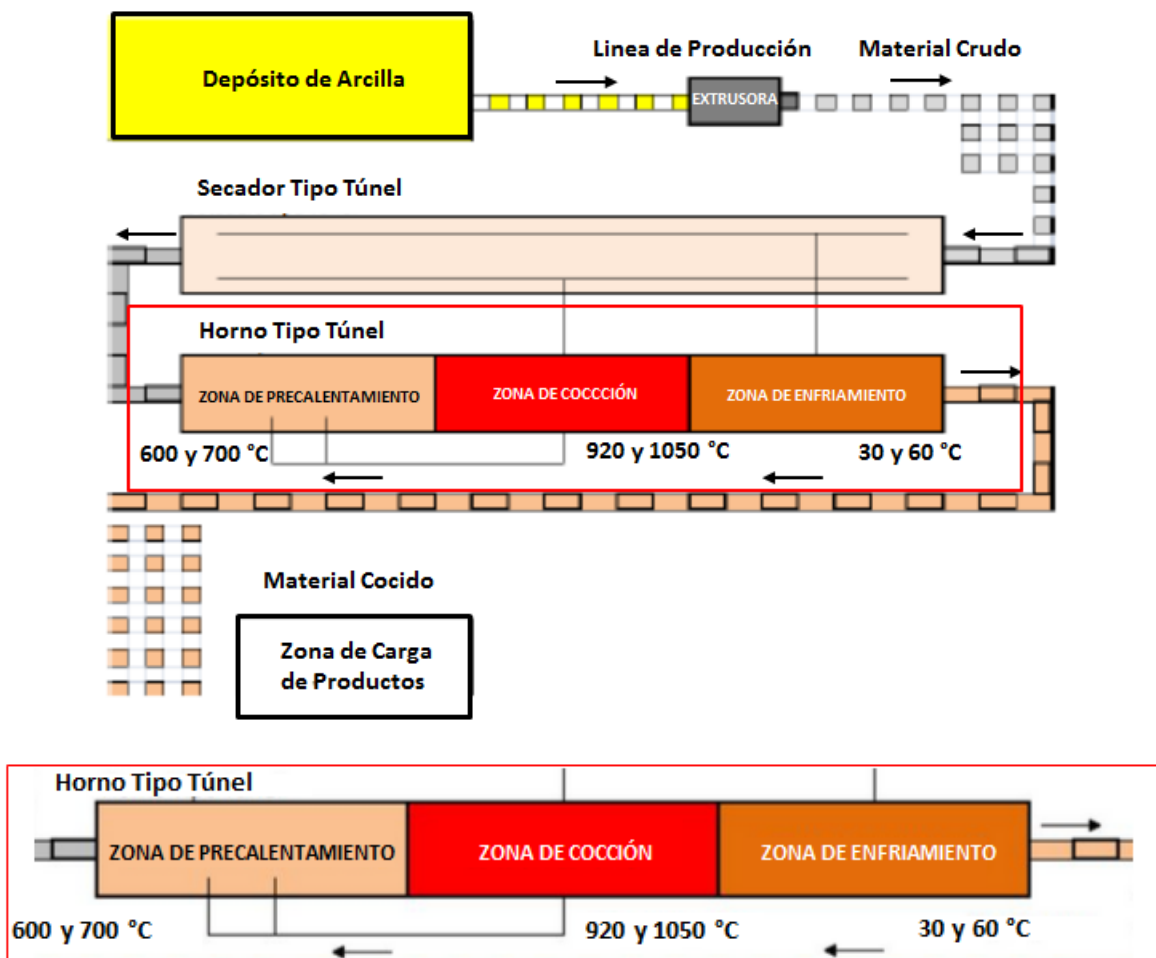 Linea de Producción
Material Crudo
Depósito de Arcilla
EXTRUSORA
Secador Tipo Túnel
Horno Tipo Túnel
ZONA DE PRECALENTAMIENTO
ZONA DE COCCCIÓN
ZONA DE ENFRIAMIENTO
600 y 700 °C
920 y 1050 °C
30 y 60 °C
Material Cocido
Zona de Carga
de Productos
Horno Tipo Túnel
ZONA DE PRECALENTAMIENTO
ZONA DE COCCIÓN
ZONA DE ENFRIAMIENTO
600 y 700 °C
920 y 1050 °C
30 y 60 °C